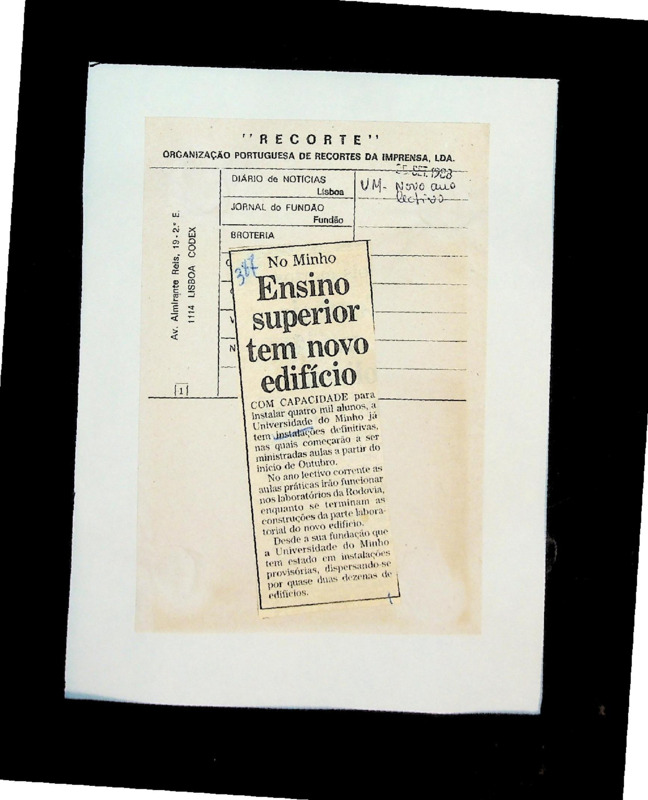 "RECORTE"
ORGANIZAÇÃO PORTUGUESA DE RECORTES DA IMPRENSA, LDA.
Av. Almirante Reis, 19-2.º E.
1114 LISBOA CODEX
[1]
DIÁRIO de NOTÍCIAS
Lisboa
JORNAL do FUNDÃO
Fundão
BROTERIA
SET. 1988
UM - Novo ano
lectivo
387
No Minho
Ensino
superior
tem novo
edifício
COM CAPACIDADE para
instalar quatro mil alunos, a
Universidade do Minho já
tem instalações definitivas,
nas quais começarão a ser
ministradas aulas a partir do
início de Outubro.
No ano lectivo corrente as
aulas práticas irão funcionar
nos laboratórios da Rodovia,
enquanto se terminam as
construções da parte labora-
torial do novo edifício.
Desde a sua fundação que
a Universidade do Minho
tem estado em instalações
provisórias, dispersando-se
por quase duas dezenas de
edifícios.